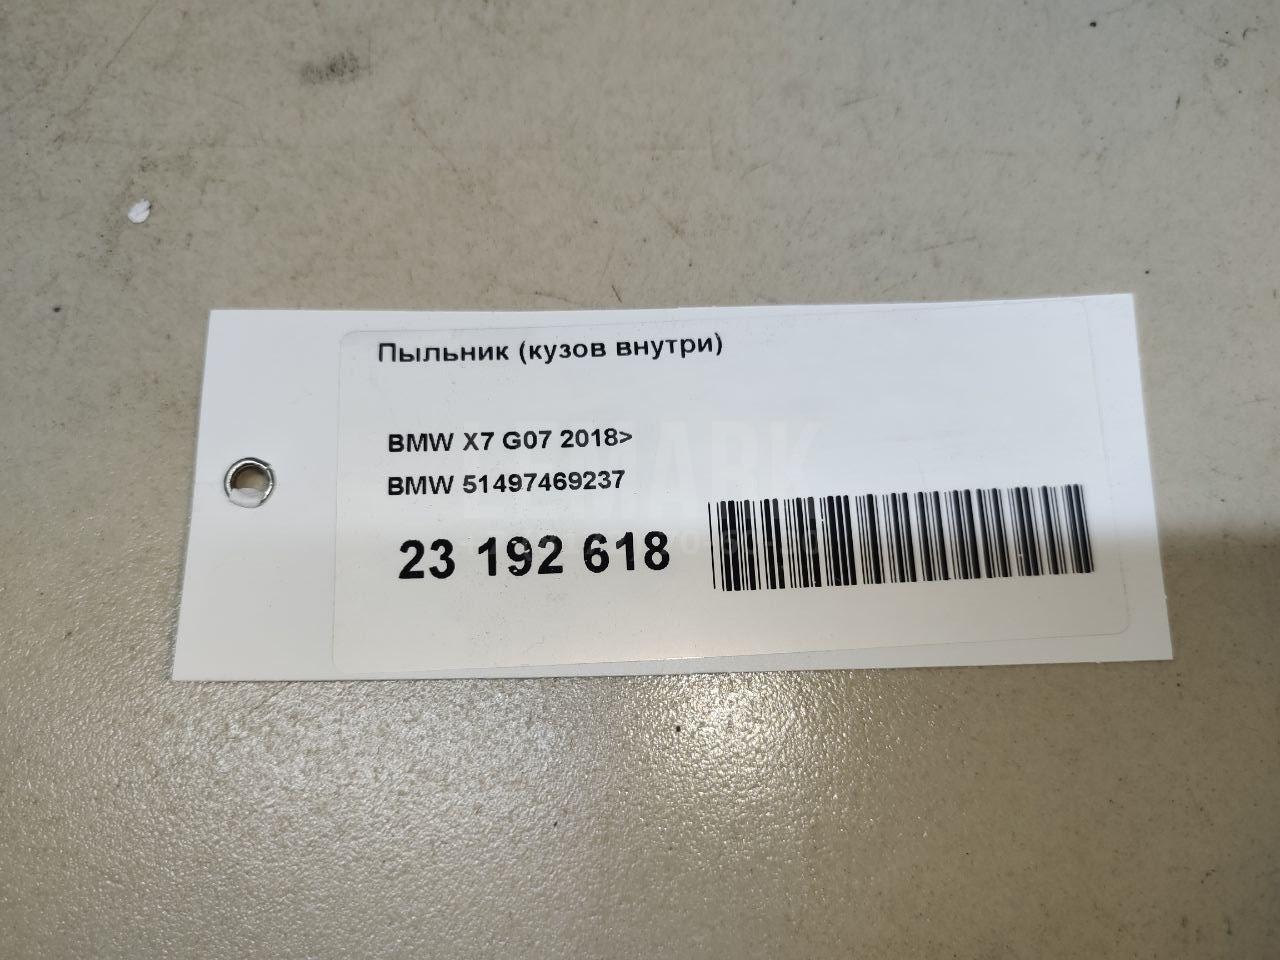 Пыльник (кузов внутри)
BMW X7 G07 2018>
BMW 51497469237
23 192 618